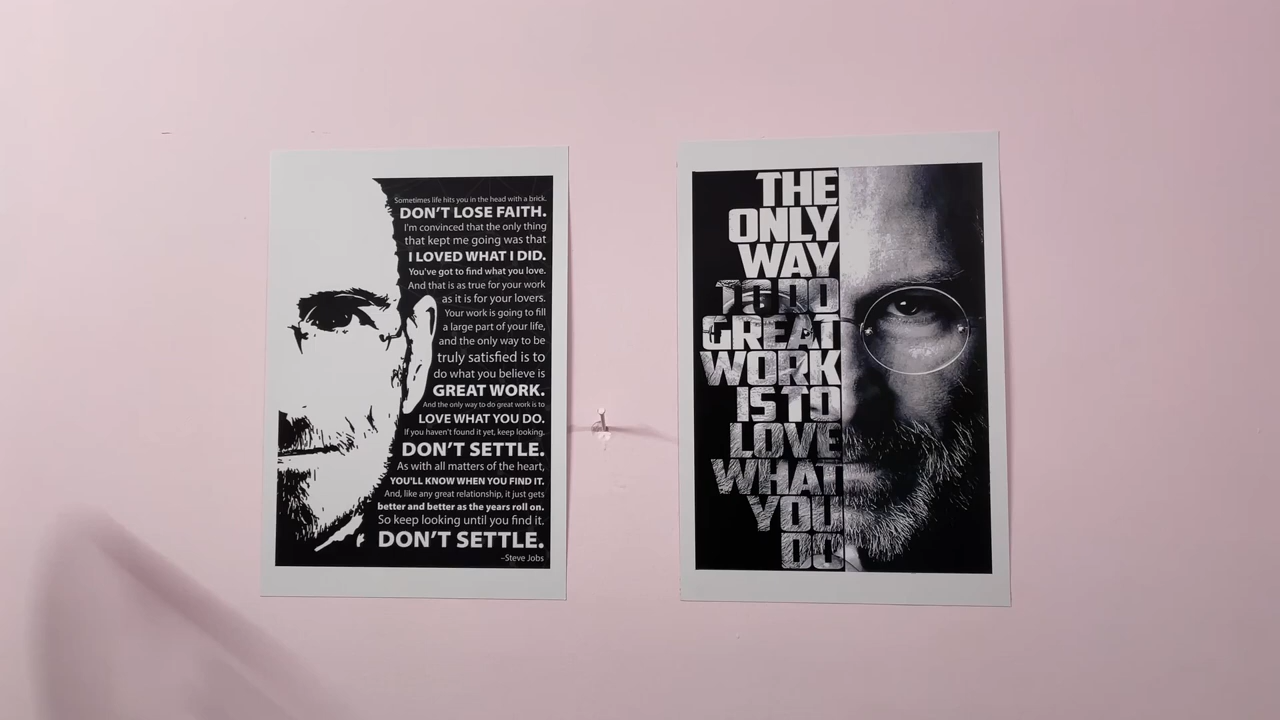 Sometimes life hits you in the head with a brick.
DON'T LOSE FAITH.
I'm convinced that the only thing
that kept me going was that
I LOVED WHAT I DID.
You've got to find what you love.
And that is as true for your work
as it is for your lovers.
Your work is going to fill
a large part of your life,
and the only way to be
truly satisfied is to
do what you believe is
GREAT WORK.
And the only way to do great work is to
LOVE WHAT YOU DO.
If you haven't found it yet, keep looking.
DON'T SETTLE.
As with all matters of the heart,
YOU'LL KNOW WHEN YOU FIND IT.
And, like any great relationship, it just gets
better and better as the years roll on.
So keep looking until you find it.
DON'T SETTLE.
–Steve Jobs
THE
ONLY
WAY
TO DO
GREAT
WORK
IS TO
LOVE
WHAT
YOU
DO